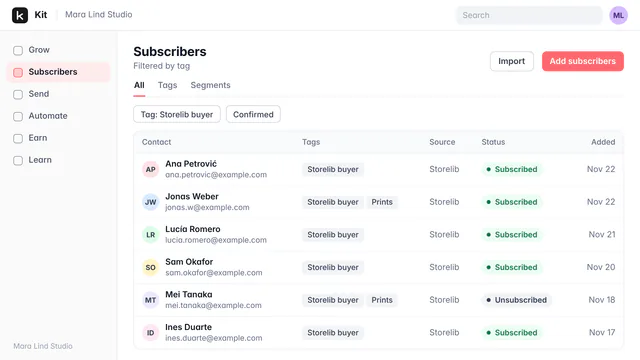 k Kit Mara Lind Studio Search ML
Grow
Subscribers
Send
Automate
Earn
Learn
Mara Lind Studio
Subscribers
Filtered by tag
Import Add subscribers
All Tags Segments
Tag: Storelib buyer Confirmed
Contact Tags Source Status Added
AP Ana Petrović Storelib buyer Storelib Subscribed Nov 22
ana.petrovic@example.com
JW Jonas Weber Storelib buyer Prints Storelib Subscribed Nov 22
jonas.w@example.com
LR Lucía Romero Storelib buyer Storelib Subscribed Nov 21
lucia.romero@example.com
SO Sam Okafor Storelib buyer Storelib Subscribed Nov 20
sam.okafor@example.com
MT Mei Tanaka Storelib buyer Prints Storelib Unsubscribed Nov 18
mei.tanaka@example.com
ID Ines Duarte Storelib buyer Storelib Subscribed Nov 17
ines.duarte@example.com